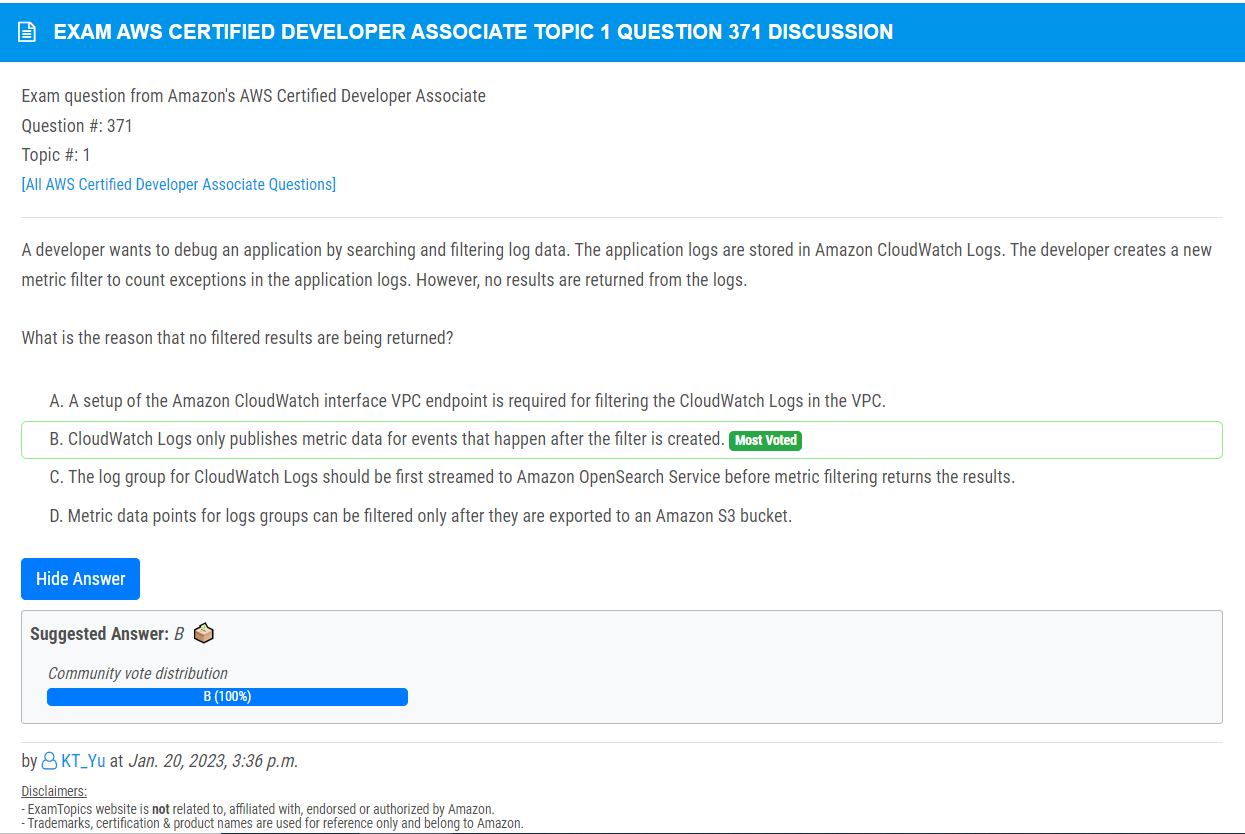 EXAM AWS CERTIFIED DEVELOPER ASSOCIATE TOPIC 1 QUESTION 371 DISCUSSION
Exam question from Amazon's AWS Certified Developer Associate
Question #: 371
Topic #: 1
[All AWS Certified Developer Associate Questions]
A developer wants to debug an application by searching and filtering log data. The application logs are stored in Amazon CloudWatch Logs. The developer creates a new
metric filter to count exceptions in the application logs. However, no results are returned from the logs.
What is the reason that no filtered results are being returned?
A. A setup of the Amazon CloudWatch interface VPC endpoint is required for filtering the CloudWatch Logs in the VPC.
B. CloudWatch Logs only publishes metric data for events that happen after the filter is created. Most Voted
C. The log group for CloudWatch Logs should be first streamed to Amazon OpenSearch Service before metric filtering returns the results.
D. Metric data points for logs groups can be filtered only after they are exported to an Amazon S3 bucket.
Hide Answer
Suggested Answer: B
Community vote distribution
B (100%)
by KT_Yu at Jan. 20, 2023, 3:36 p.m.
Disclaimers:
- ExamTopics website is not related to, affiliated with, endorsed or authorized by Amazon.
- Trademarks, certification & product names are used for reference only and belong to Amazon.